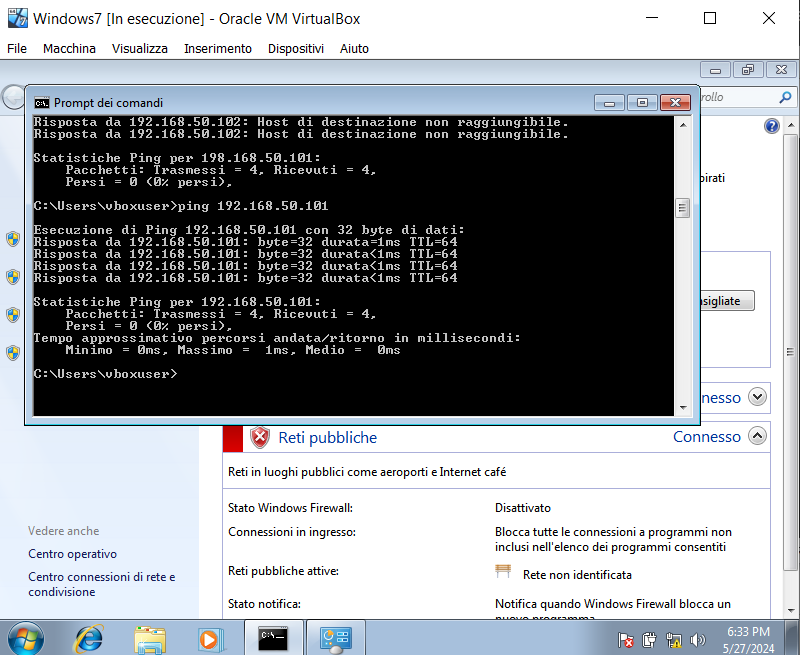 Windows7 [In esecuzione] - Oracle VM VirtualBox
File Macchina Visualizza Inserimento Dispositivi Aiuto
rollo
Prompt dei comandi
Risposta da 192.168.50.102: Host di destinazione non raggiungibile.
Risposta da 192.168.50.102: Host di destinazione non raggiungibile.
Statistiche Ping per 198.168.50.101:
Pacchetti: Trasmessi = 4, Ricevuti = 4,
Persi = 0 (0% persi),
C:\Users\vboxuser>ping 192.168.50.101
Esecuzione di Ping 192.168.50.101 con 32 byte di dati:
Risposta da 192.168.50.101: byte=32 durata=1ms TTL=64
Risposta da 192.168.50.101: byte=32 durata<1ms TTL=64
Risposta da 192.168.50.101: byte=32 durata<1ms TTL=64
Risposta da 192.168.50.101: byte=32 durata<1ms TTL=64
Statistiche Ping per 192.168.50.101:
Pacchetti: Trasmessi = 4, Ricevuti = 4,
Persi = 0 (0% persi),
Tempo approssimativo percorsi andata/ritorno in millisecondi:
Minimo = 0ms, Massimo =  1ms, Medio =  0ms
C:\Users\vboxuser>
pirati
nsigliate
nesso
Reti pubbliche Connesso
Reti in luoghi pubblici come aeroporti e Internet café
Stato Windows Firewall: Disattivato
Connessioni in ingresso: Blocca tutte le connessioni a programmi non
inclusi nell'elenco dei programmi consentiti
Reti pubbliche attive: Rete non identificata
Stato notifica: Notifica quando Windows Firewall blocca un
nuovo programma
Vedere anche
Centro operativo
Centro connessioni di rete e
condivisione
6:33 PM
5/27/2024